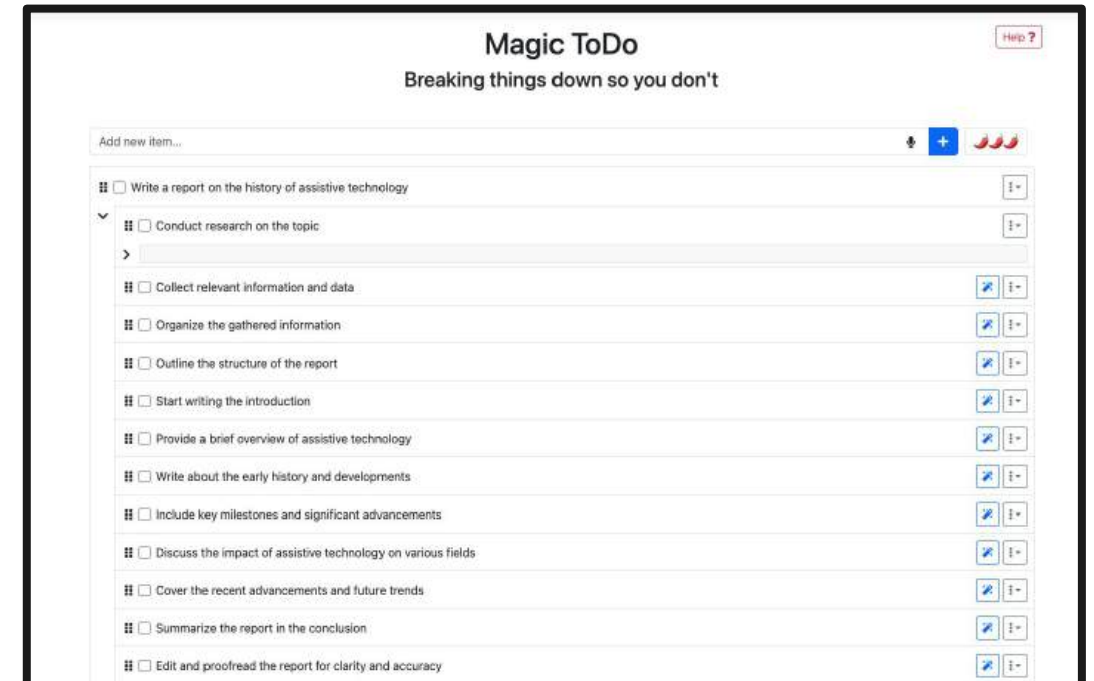 Magic ToDo
Help ?
Breaking things down so you don't
Add new item...
Write a report on the history of assistive technology
Conduct research on the topic
Collect relevant information and data
Organize the gathered information
Outline the structure of the report
Start writing the introduction
Provide a brief overview of assistive technology
Write about the early history and developments
Include key milestones and significant advancements
Discuss the impact of assistive technology on various fields
Cover the recent advancements and future trends
Summarize the report in the conclusion
Edit and proofread the report for clarity and accuracy